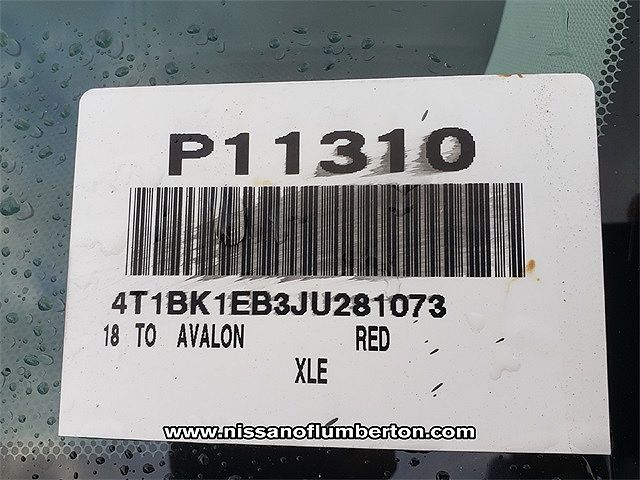 P11310
4T1BK1EB3JU281073
18 TO AVALON RED
XLE
www.nissanoflumberton.com